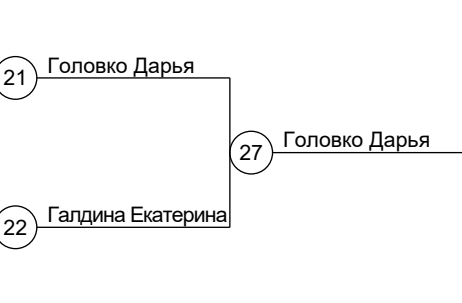 21 Головко Дарья
27 Головко Дарья
22 Галдина Екатерина